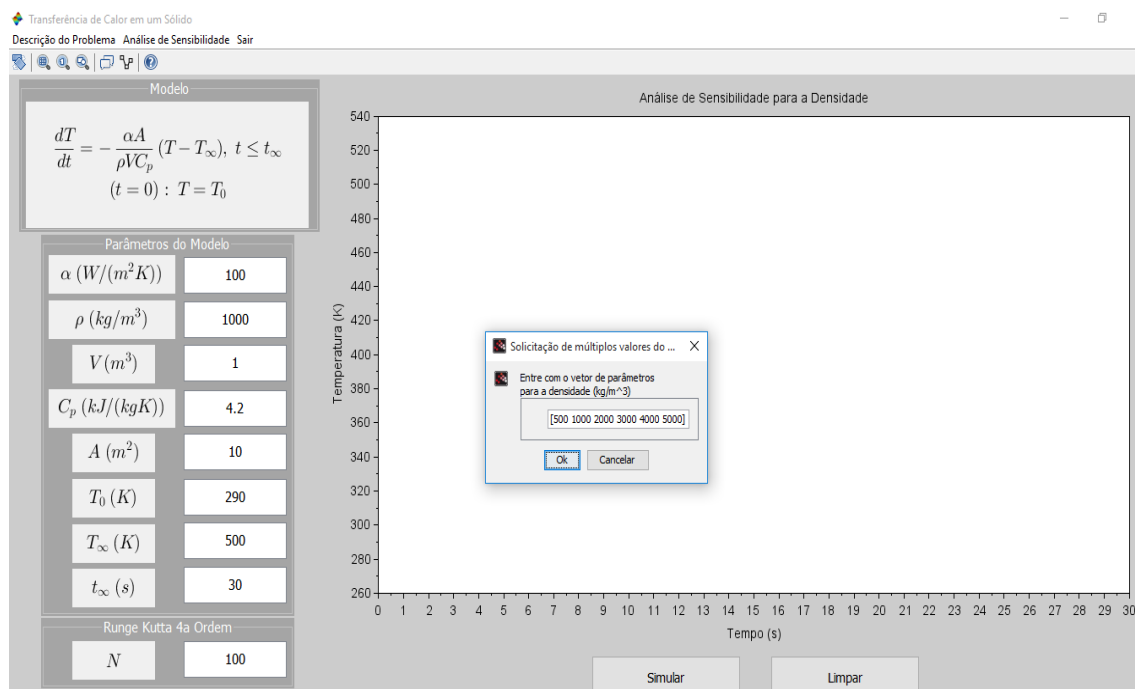 Transferência de Calor em um Sólido
Descrição do Problema Análise de Sensibilidade Sair
Modelo
dT/dt = − αA/ρVC_p (T − T_∞), t ≤ t_∞
(t = 0) : T = T_0
Parâmetros do Modelo
α (W/(m²K)) 100
ρ (kg/m³) 1000
V(m³) 1
C_p (kJ/(kgK)) 4.2
A (m²) 10
T_0 (K) 290
T_∞ (K) 500
t_∞ (s) 30
Runge Kutta 4a Ordem
N 100
Análise de Sensibilidade para a Densidade
Temperatura (K)
540
520
500
480
460
440
420
400
380
360
340
320
300
280
260
0 1 2 3 4 5 6 7 8 9 10 11 12 13 14 15 16 17 18 19 20 21 22 23 24 25 26 27 28 29 30
Tempo (s)
Solicitação de múltiplos valores do ...
Entre com o vetor de parâmetros
para a densidade (kg/m^3)
[500 1000 2000 3000 4000 5000]
Ok Cancelar
Simular Limpar